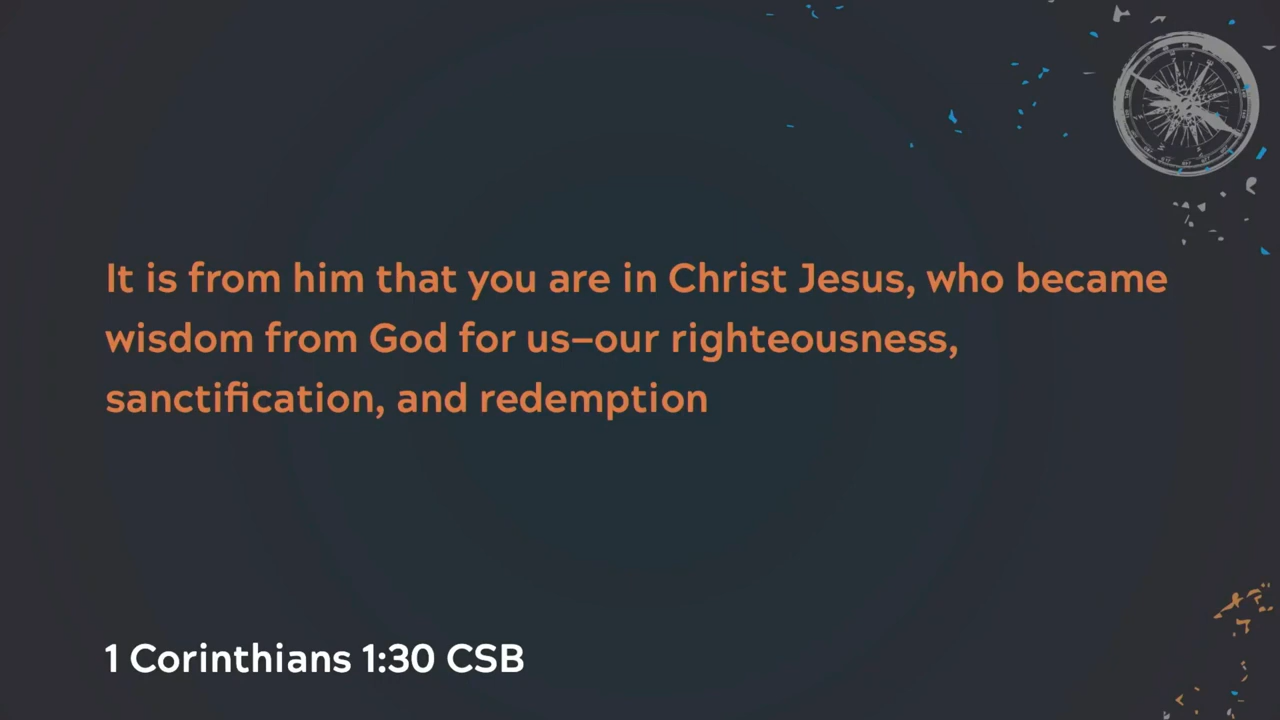 It is from him that you are in Christ Jesus, who became
wisdom from God for us—our righteousness,
sanctification, and redemption
1 Corinthians 1:30 CSB